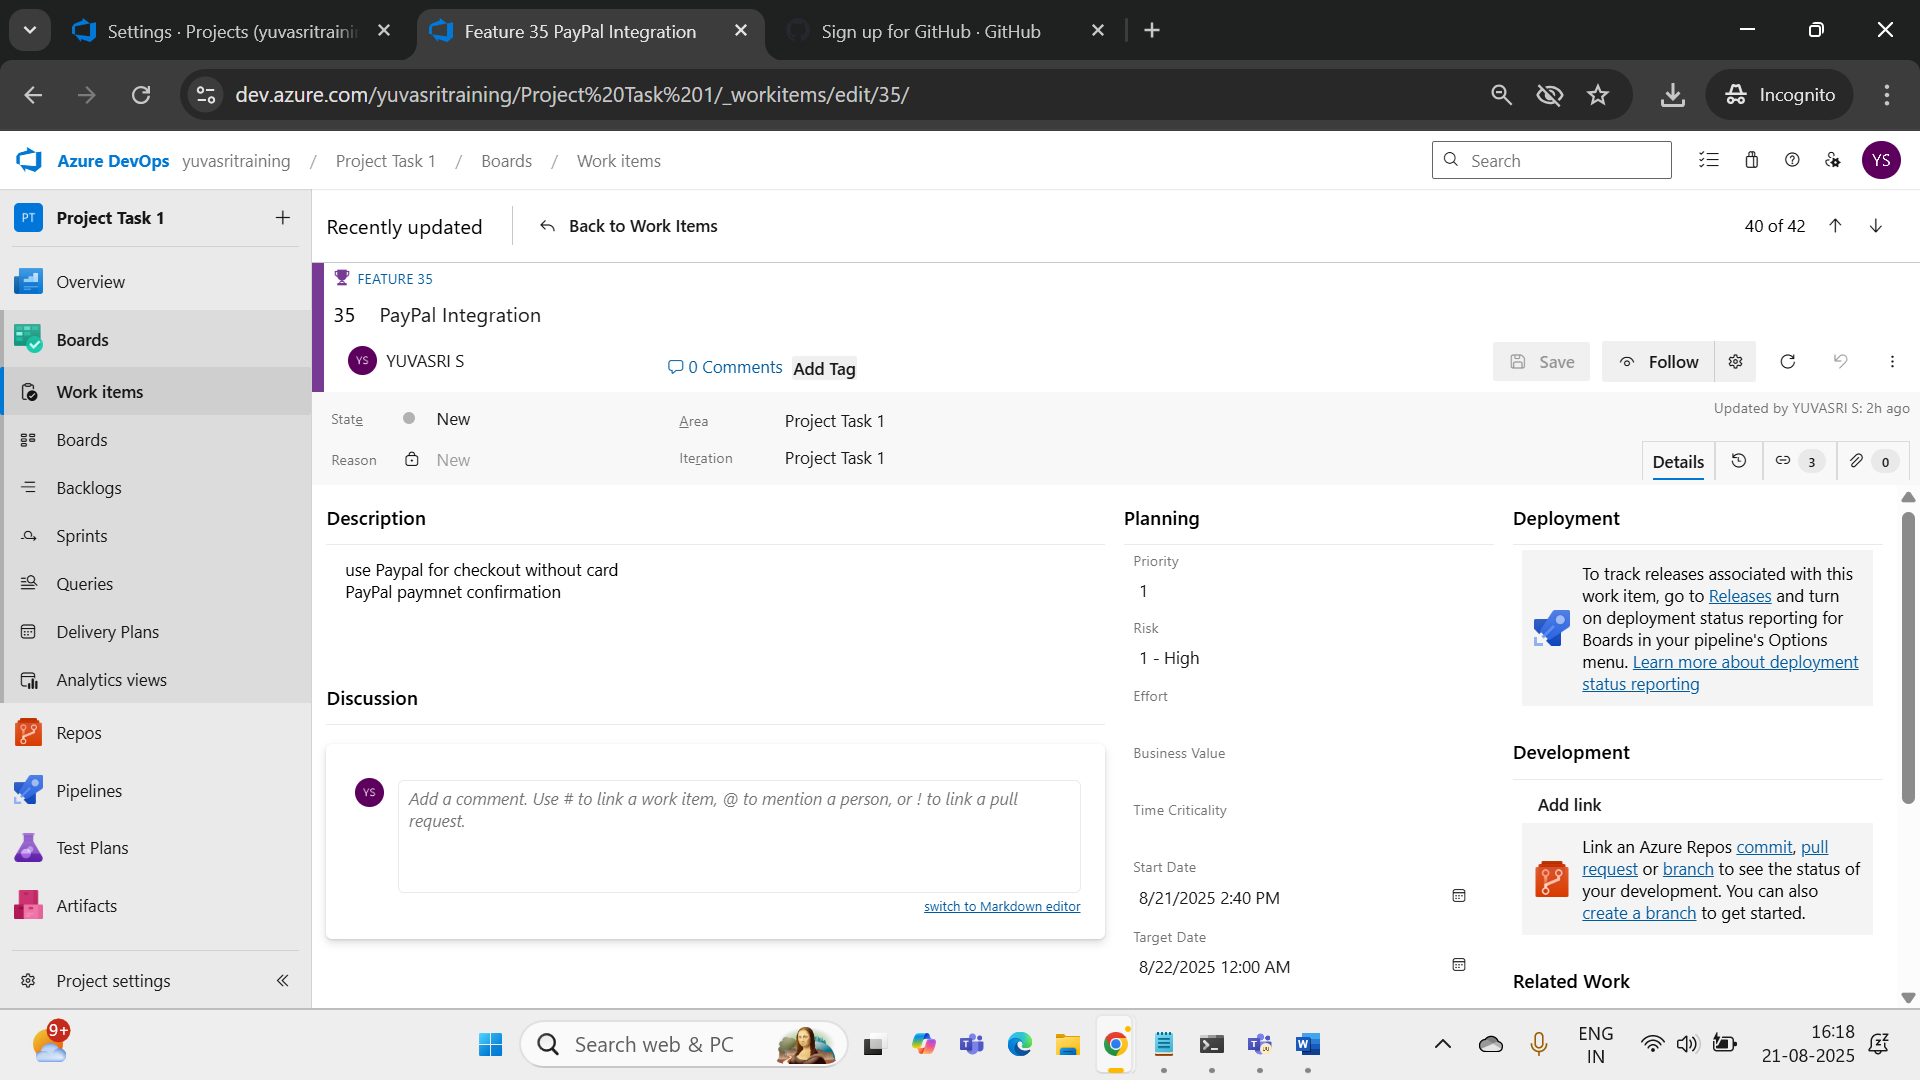 Settings · Projects (yuvasritrainin
Feature 35 PayPal Integration
Sign up for GitHub · GitHub
dev.azure.com/yuvasritraining/Project%20Task%201/_workitems/edit/35/
Incognito
Azure DevOps yuvasritraining / Project Task 1 / Boards / Work items
Search
YS
PT Project Task 1
Overview
Boards
Work items
Boards
Backlogs
Sprints
Queries
Delivery Plans
Analytics views
Repos
Pipelines
Test Plans
Artifacts
Project settings
Recently updated
Back to Work Items
40 of 42
FEATURE 35
35 PayPal Integration
YS YUVASRI S
0 Comments
Add Tag
Save
Follow
State New
Area Project Task 1
Updated by YUVASRI S: 2h ago
Reason New
Iteration Project Task 1
Details
3
0
Description
use Paypal for checkout without card
PayPal paymnet confirmation
Discussion
YS
Add a comment. Use # to link a work item, @ to mention a person, or ! to link a pull
request.
switch to Markdown editor
Planning
Priority
1
Risk
1 - High
Effort
Business Value
Time Criticality
Start Date
8/21/2025 2:40 PM
Target Date
8/22/2025 12:00 AM
Deployment
To track releases associated with this
work item, go to Releases and turn
on deployment status reporting for
Boards in your pipeline's Options
menu. Learn more about deployment
status reporting
Development
Add link
Link an Azure Repos commit, pull
request or branch to see the status of
your development. You can also
create a branch to get started.
Related Work
9+
Search web & PC
ENG
IN
16:18
21-08-2025